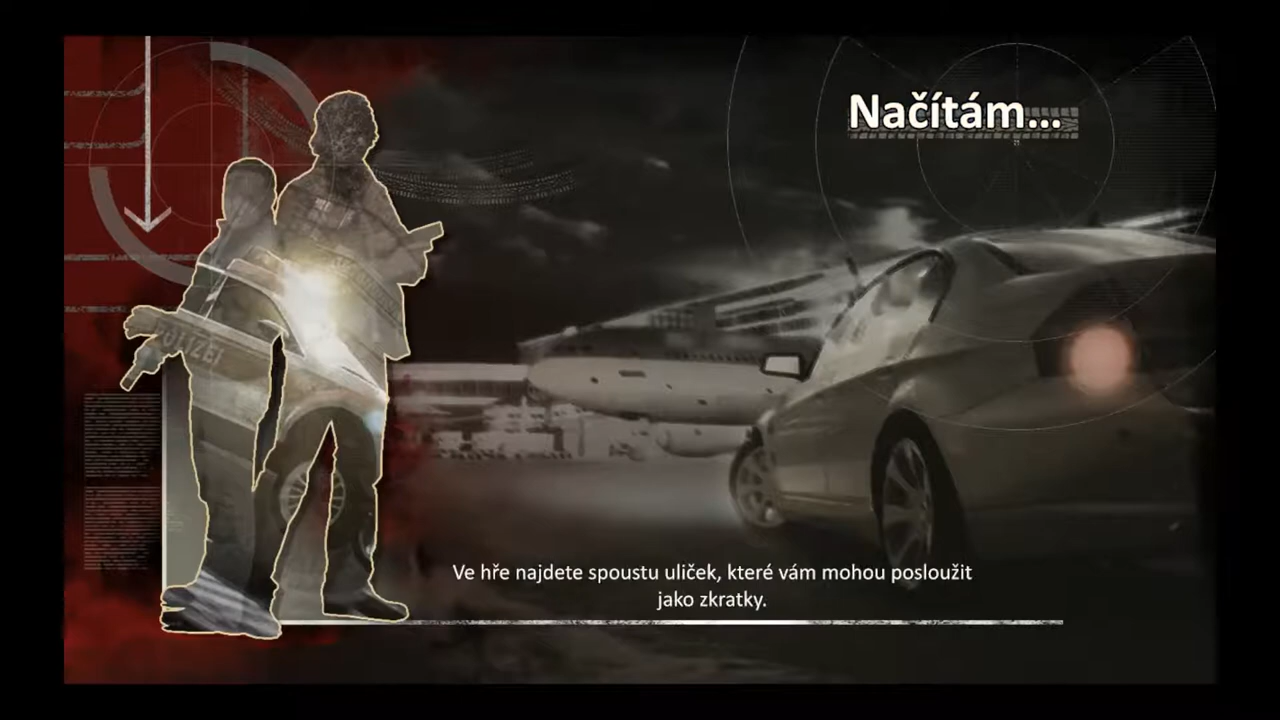 Načítám...
POLIZEI
Ve hře najdete spoustu uliček, které vám mohou posloužit
jako zkratky.